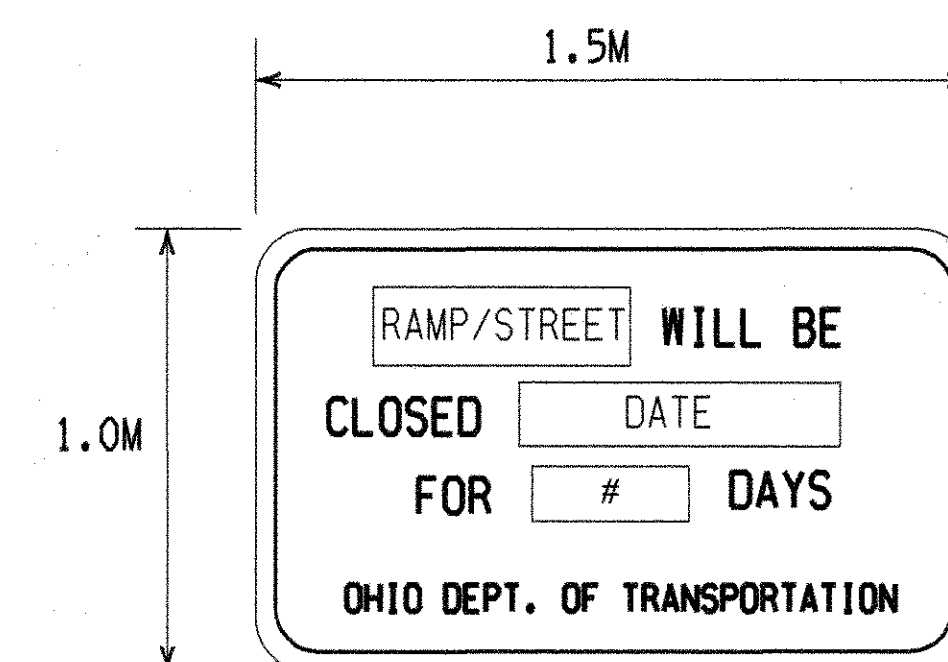 1.5M
RAMP/STREET WILL BE
CLOSED DATE
1.0M
FOR # DAYS
OHIO DEPT. OF TRANSPORTATION